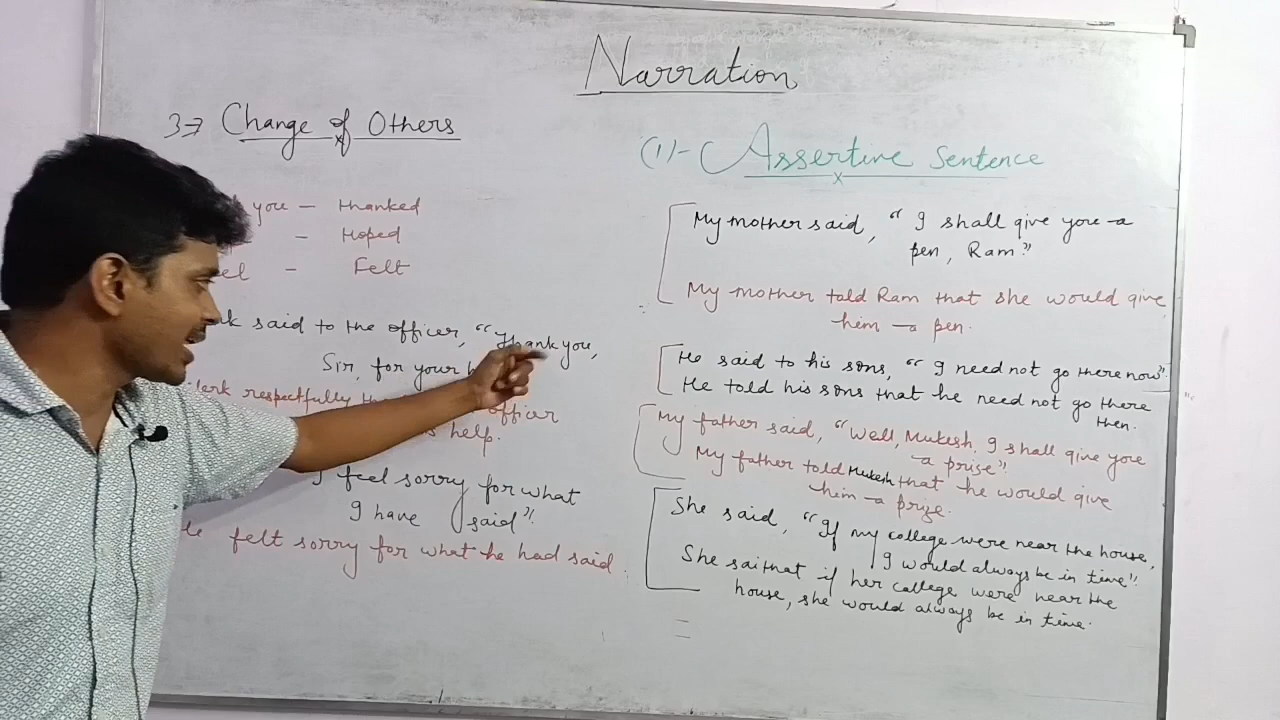 Narration
3⇒ Change of Others
you – Thanked
– Hoped
– Felt
said to the officer, "Thank you,
Sir, for your
respectfully officer
help.
I feel sorry for what
I have said".
He felt sorry for what he had said.
(1)- Assertive Sentence
My mother said, "I shall give you a
pen, Ram."
My mother told Ram that she would give
him a pen.
He said to his sons, "I need not go there now".
He told his sons that he need not go there
then.
My father said, "Well, Mukesh, I shall give you
a prize".
My father told Mukesh that he would give
him a prize.
She said, "If my college were near the house,
I would always be in time".
She saithat if her college were near the
house, she would always be in time.